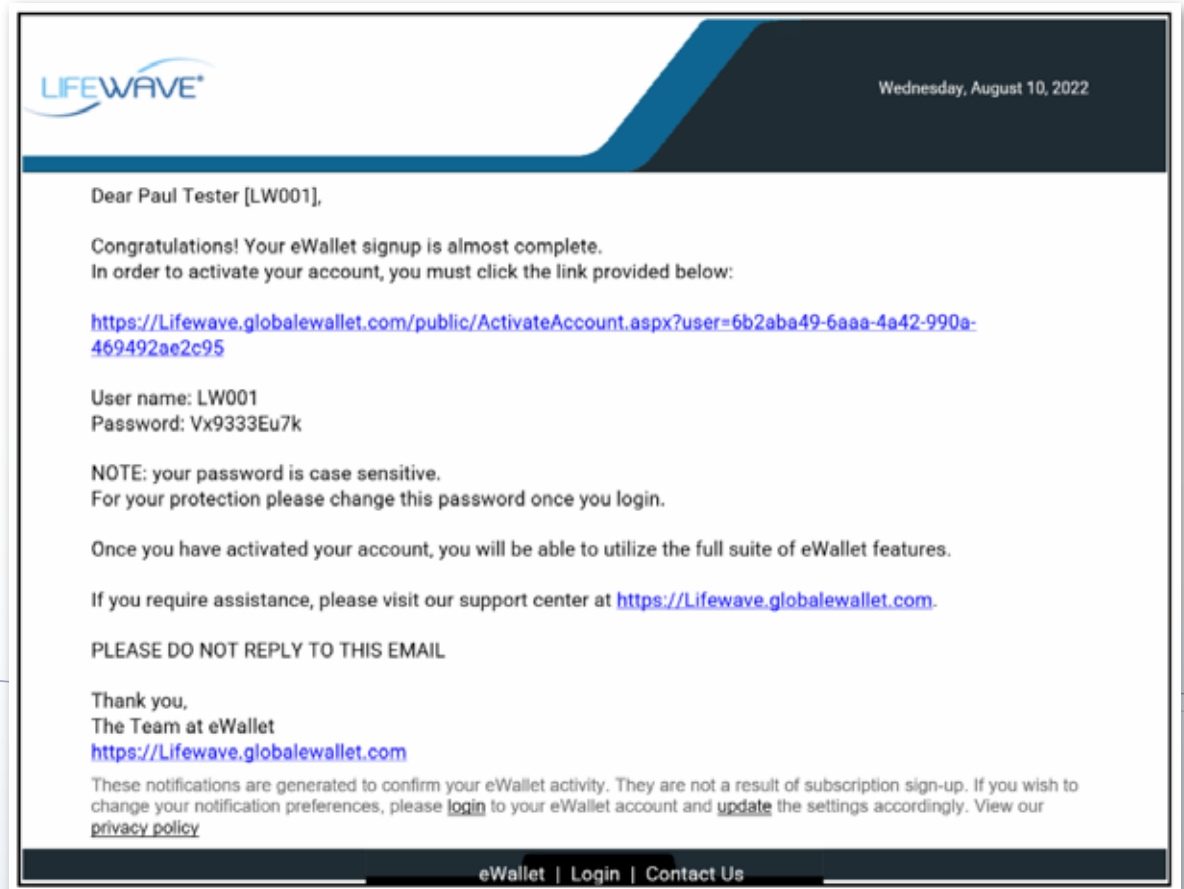 LIFEWAVE®
Wednesday, August 10, 2022
Dear Paul Tester [LW001],
Congratulations! Your eWallet signup is almost complete.
In order to activate your account, you must click the link provided below:
https://Lifewave.globalewallet.com/public/ActivateAccount.aspx?user=6b2aba49-6aaa-4a42-990a-
469492ae2c95
User name: LW001
Password: Vx9333Eu7k
NOTE: your password is case sensitive.
For your protection please change this password once you login.
Once you have activated your account, you will be able to utilize the full suite of eWallet features.
If you require assistance, please visit our support center at https://Lifewave.globalewallet.com.
PLEASE DO NOT REPLY TO THIS EMAIL
Thank you,
The Team at eWallet
https://Lifewave.globalewallet.com
These notifications are generated to confirm your eWallet activity. They are not a result of subscription sign-up. If you wish to
change your notification preferences, please login to your eWallet account and update the settings accordingly. View our
privacy policy
eWallet | Login | Contact Us